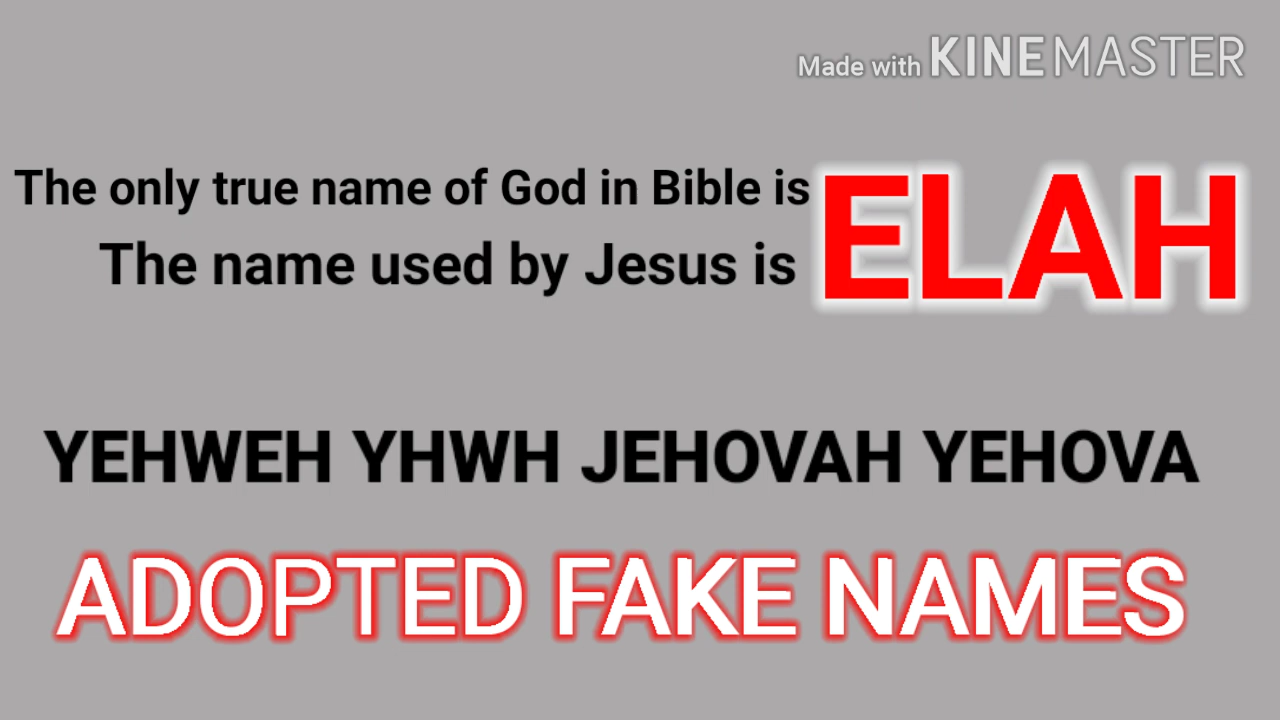 Made with KINEMASTER
The only true name of God in Bible is ELAH
The name used by Jesus is
YEHWEH YHWH JEHOVAH YEHOVA
ADOPTED FAKE NAMES